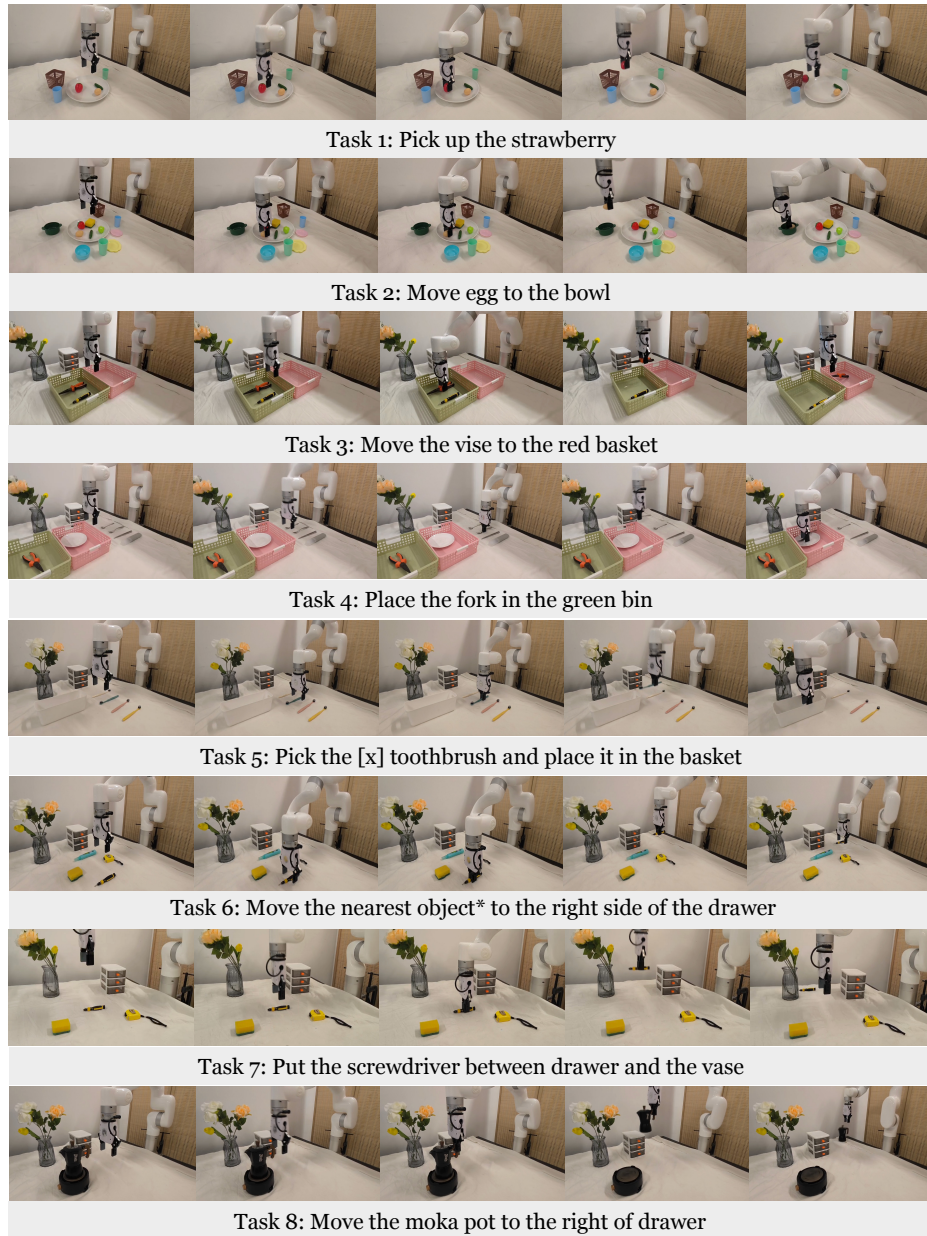 Task 1: Pick up the strawberry
Task 2: Move egg to the bowl
Task 3: Move the vise to the red basket
Task 4: Place the fork in the green bin
Task 5: Pick the [x] toothbrush and place it in the basket
Task 6: Move the nearest object* to the right side of the drawer
Task 7: Put the screwdriver between drawer and the vase
Task 8: Move the moka pot to the right of drawer